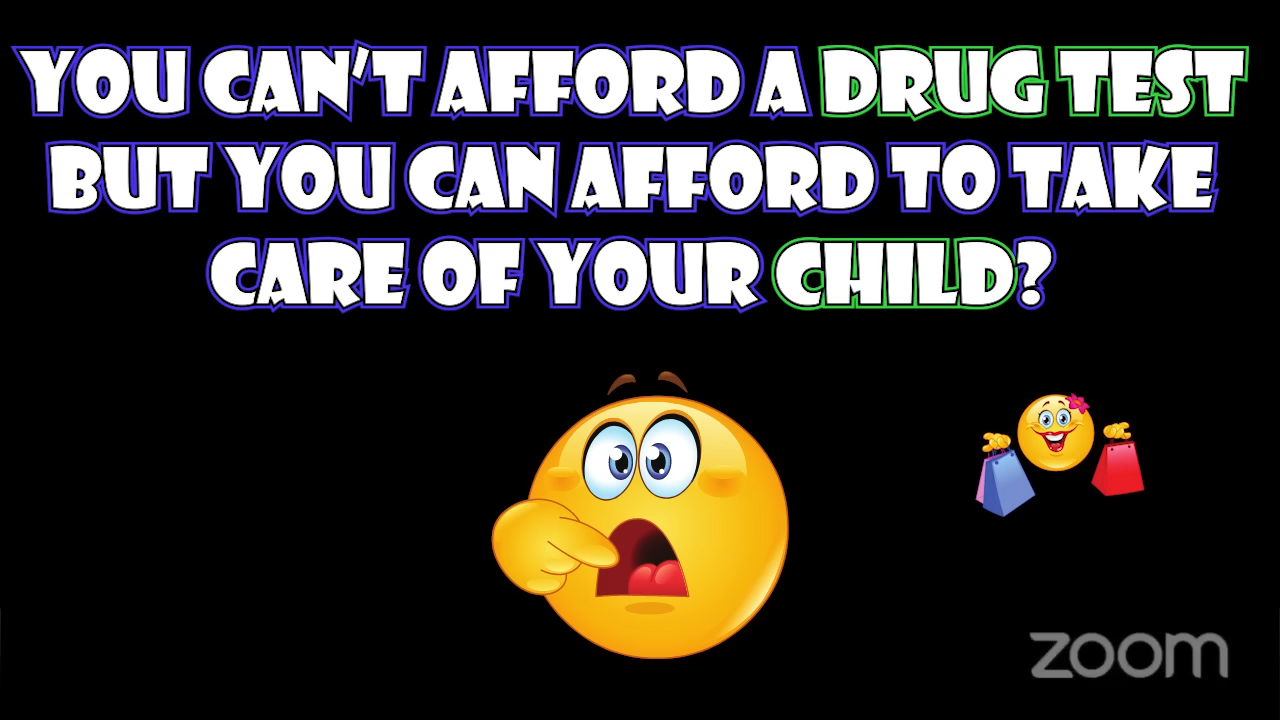 YOU CAN'T AFFORD A DRUG TEST
BUT YOU CAN AFFORD TO TAKE
CARE OF YOUR CHILD?
zoom